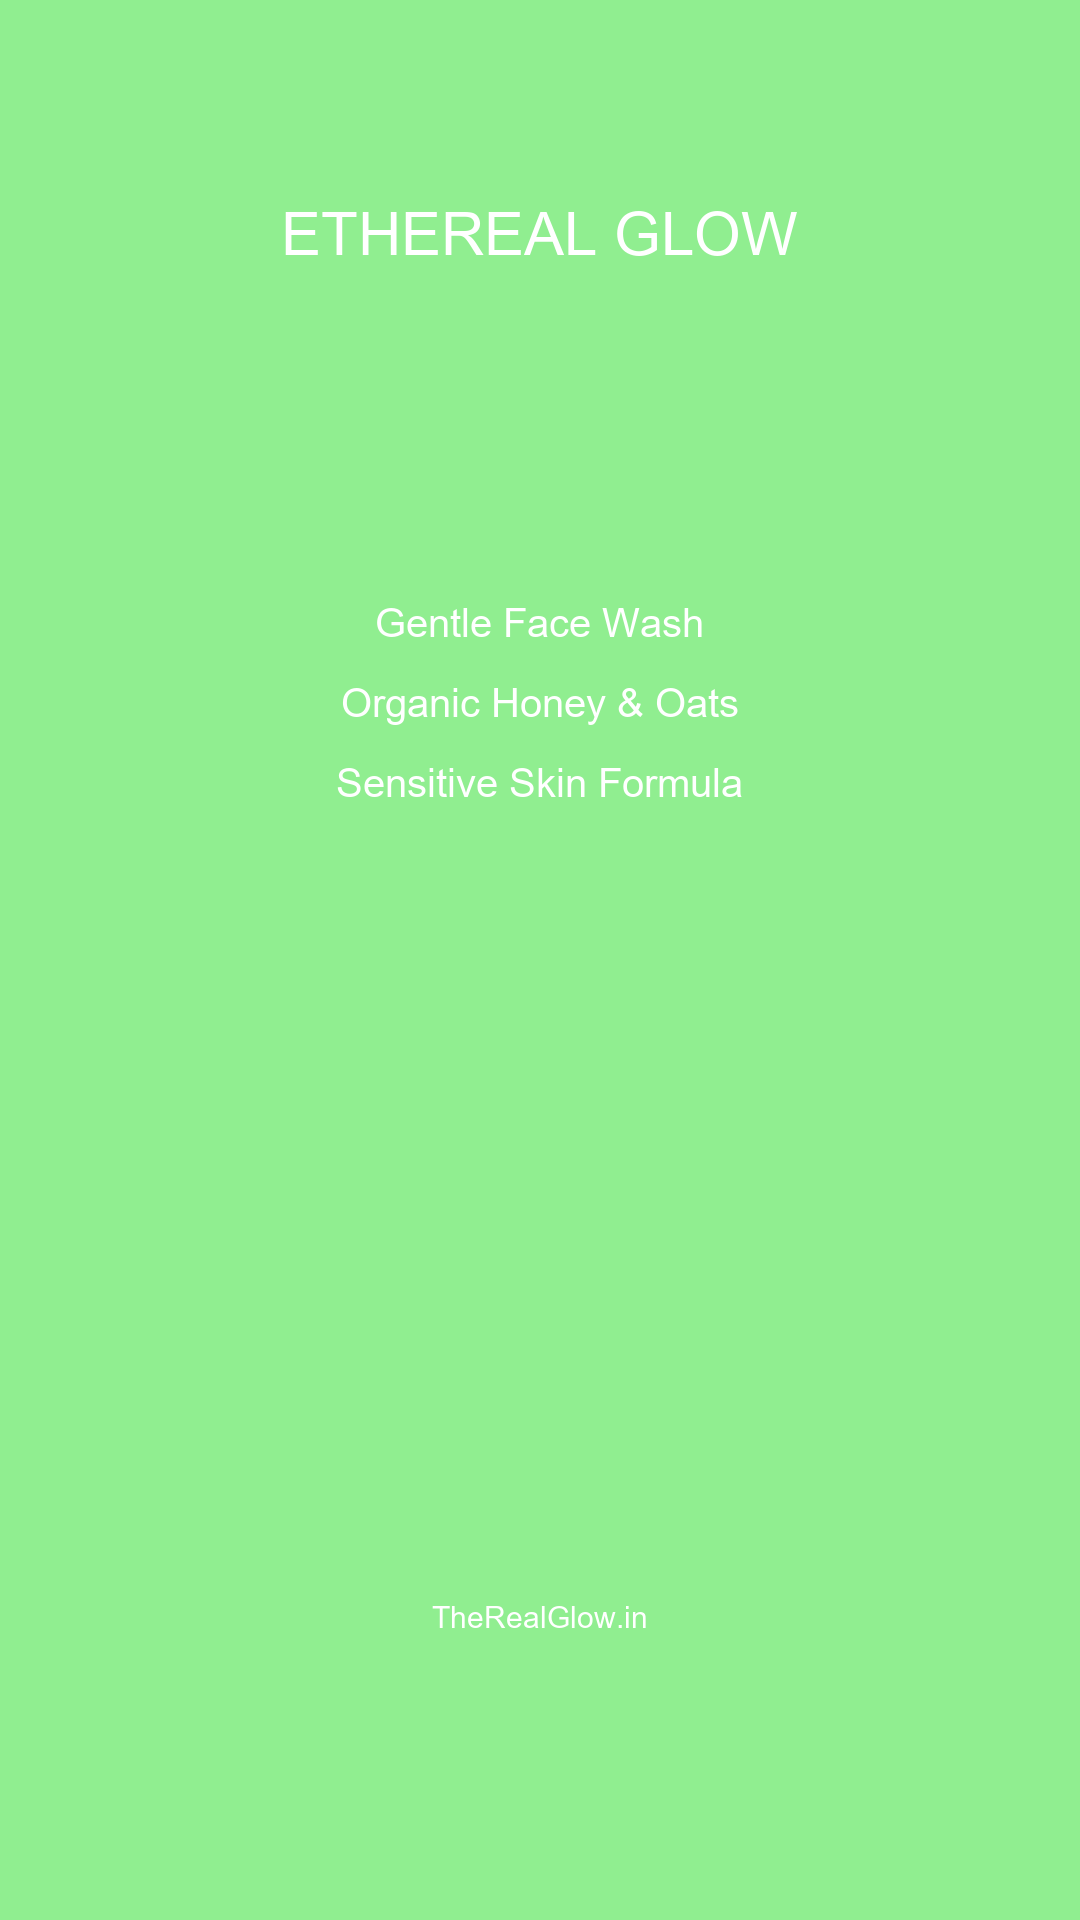 ETHEREAL GLOW
Gentle Face Wash
Organic Honey & Oats
Sensitive Skin Formula
TheRealGlow.in